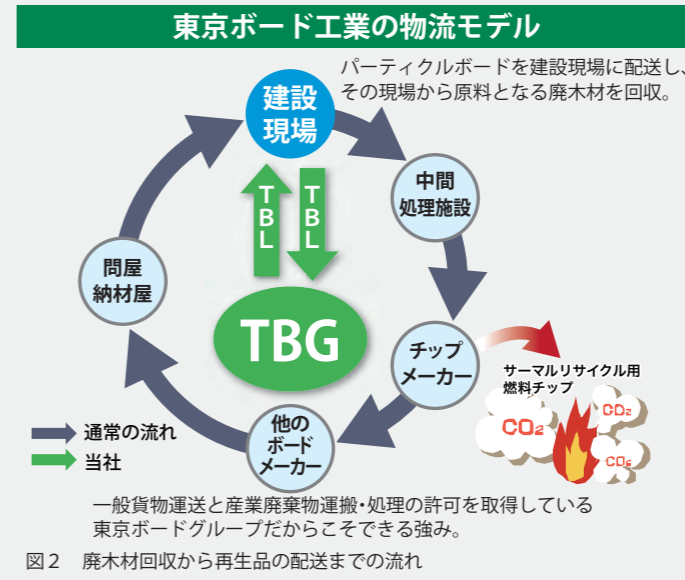 東京ボード工業の物流モデル
パーティクルボードを建設現場に配送し、
その現場から原料となる廃木材を回収。
建設
現場
中間
処理施設
TBL
TBL
問屋
納材屋
TBG
チップ
メーカー
サーマルリサイクル用
燃料チップ
CO₂
CO₂
CO₂
他の
ボード
メーカー
通常の流れ
当社
一般貨物運送と産業廃棄物運搬・処理の許可を取得している
東京ボードグループだからこそできる強み。
図2 廃木材回収から再生品の配送までの流れ